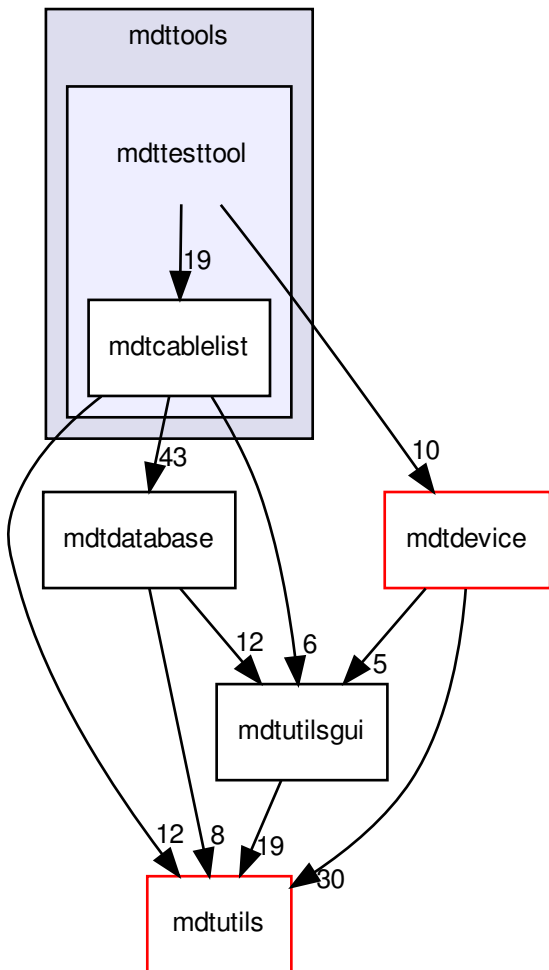 mdttools
mdttesttool
19
mdtcablelist
10
43
mdtdatabase
mdtdevice
12
6
5
mdtutilsgui
12
8
19
30
mdtutils